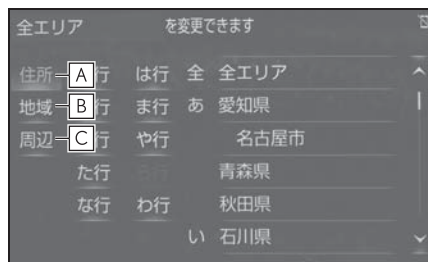 全エリア を変更できます
住所 A 行 は行 全 全エリア
地域 B 行 ま行 あ 愛知県
周辺 C 行 や行 名古屋市
た行 青森県
な行 わ行 秋田県
い 石川県